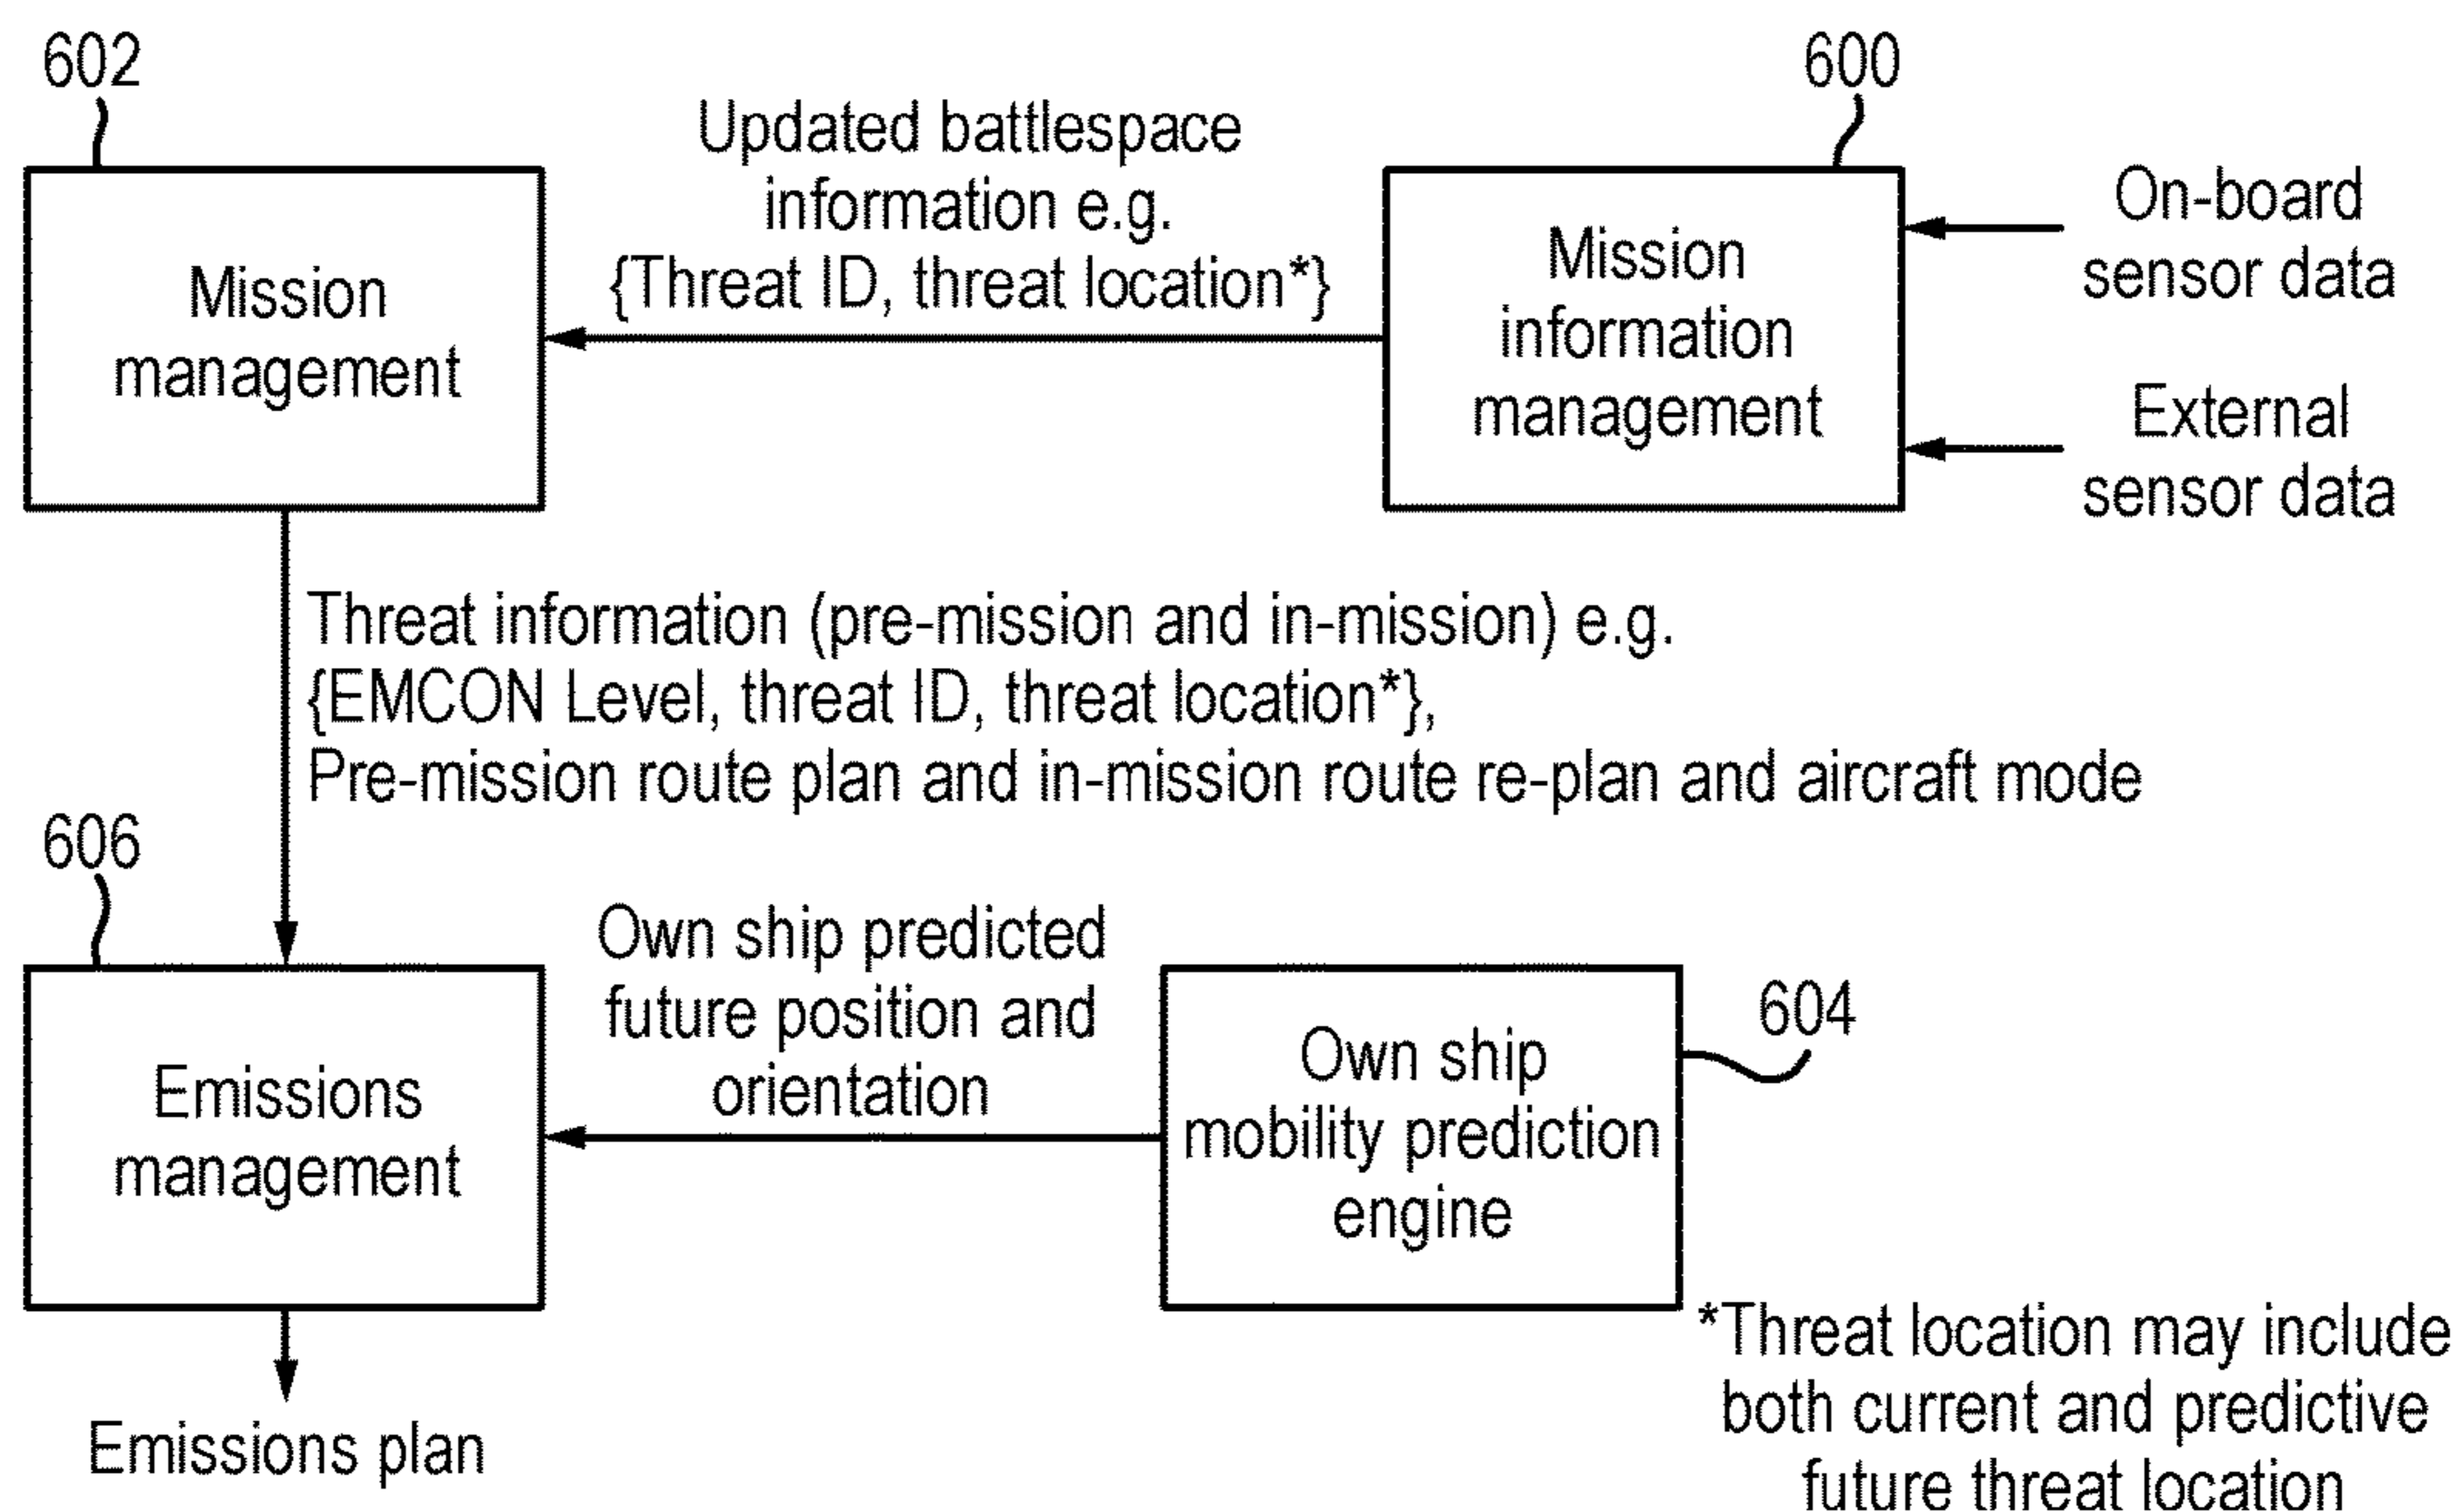 602
600
Updated battlespace
information e.g.
{Threat ID, threat location*}
Mission
management
Mission
information
management
On-board
sensor data
External
sensor data
Threat information (pre-mission and in-mission) e.g.
{EMCON Level, threat ID, threat location*},
Pre-mission route plan and in-mission route re-plan and aircraft mode
606
Own ship predicted
future position and
orientation
604
Emissions
management
Own ship
mobility prediction
engine
Emissions plan
*Threat location may include
both current and predictive
future threat location